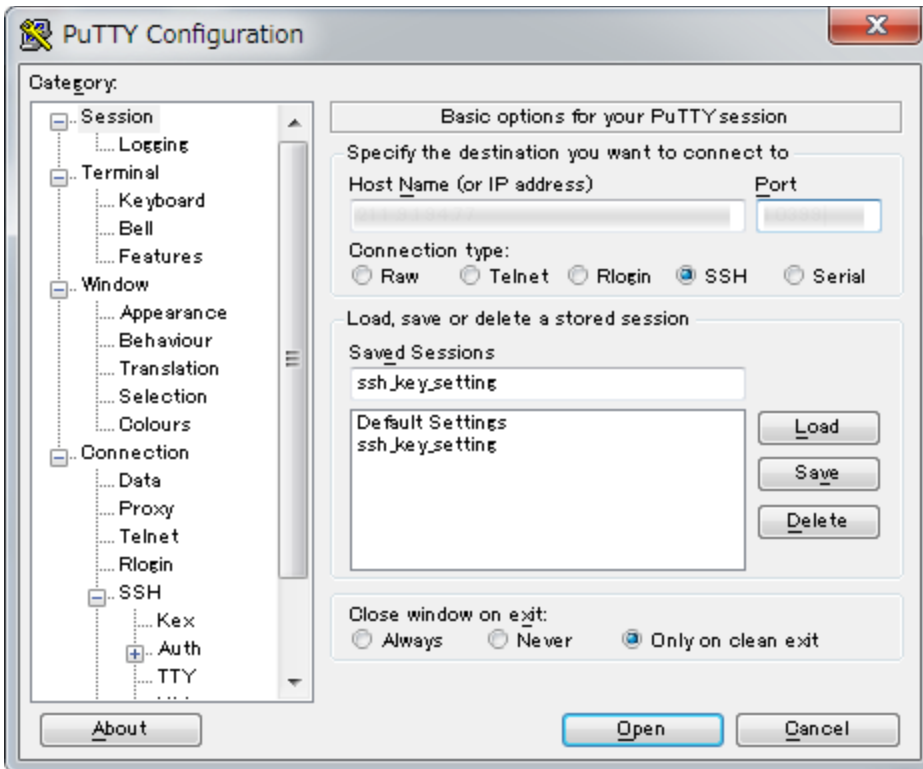 PuTTY Configuration
Category:
Session
Logging
Terminal
Keyboard
Bell
Features
Window
Appearance
Behaviour
Translation
Selection
Colours
Connection
Data
Proxy
Telnet
Rlogin
SSH
Kex
Auth
TTY
Basic options for your PuTTY session
Specify the destination you want to connect to
Host Name (or IP address) Port
Connection type:
Raw Telnet Rlogin SSH Serial
Load, save or delete a stored session
Saved Sessions
ssh_key_setting
Default Settings
ssh_key_setting
Load
Save
Delete
Close window on exit:
Always Never Only on clean exit
About Open Cancel